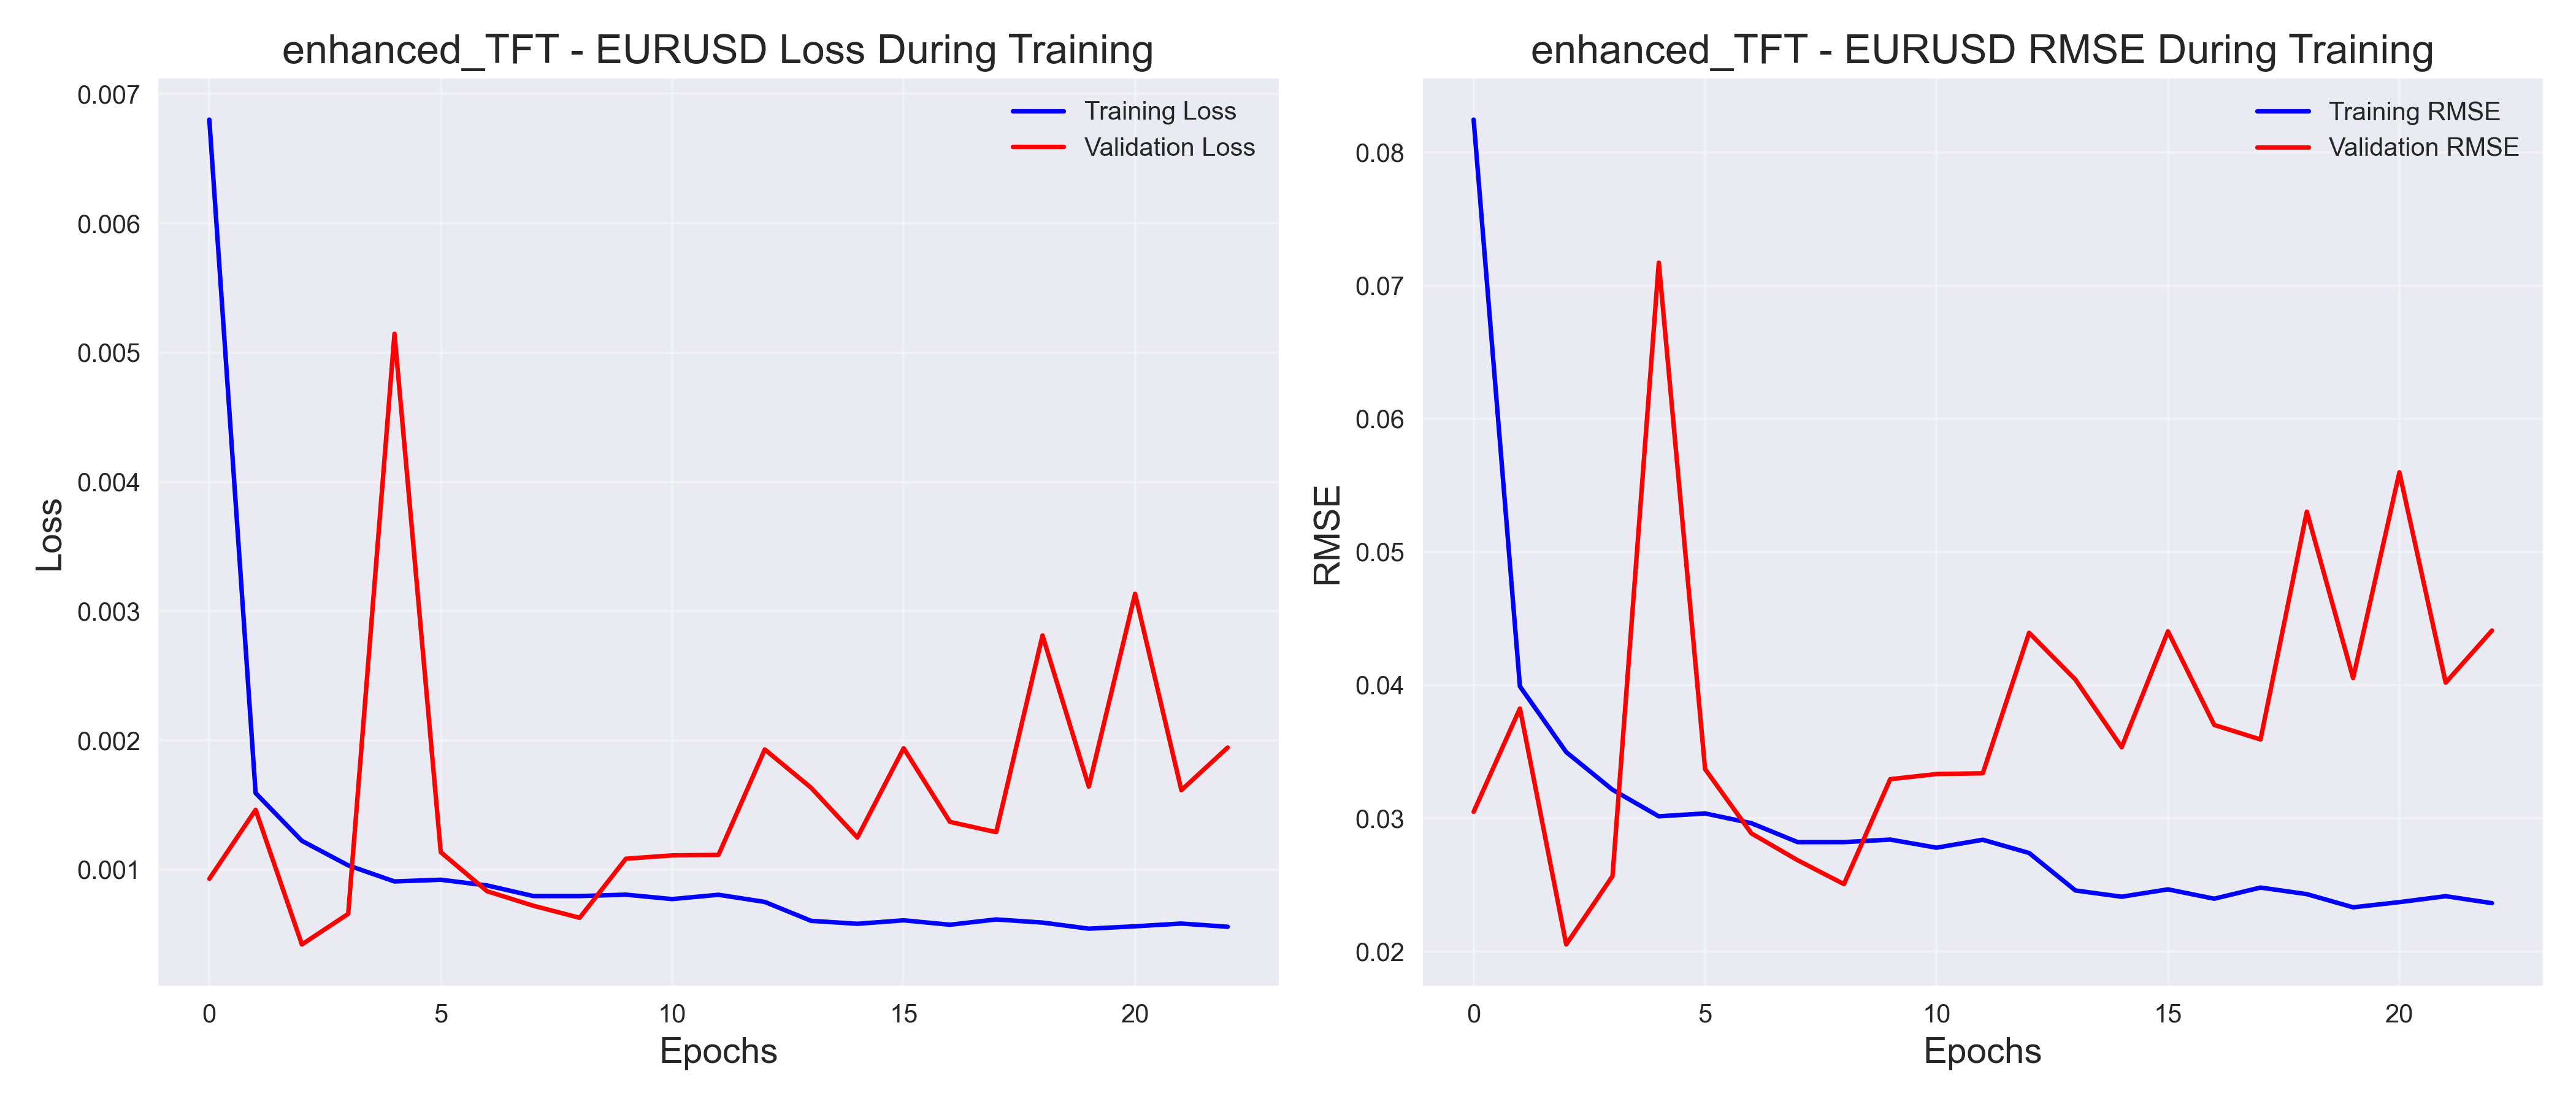 enhanced_TFT - EURUSD Loss During Training
Training Loss
Validation Loss
0.007
0.006
0.005
0.004
0.003
0.002
0.001
Loss
0 5 10 15 20
Epochs
enhanced_TFT - EURUSD RMSE During Training
Training RMSE
Validation RMSE
0.08
0.07
0.06
0.05
0.04
0.03
0.02
RMSE
0 5 10 15 20
Epochs